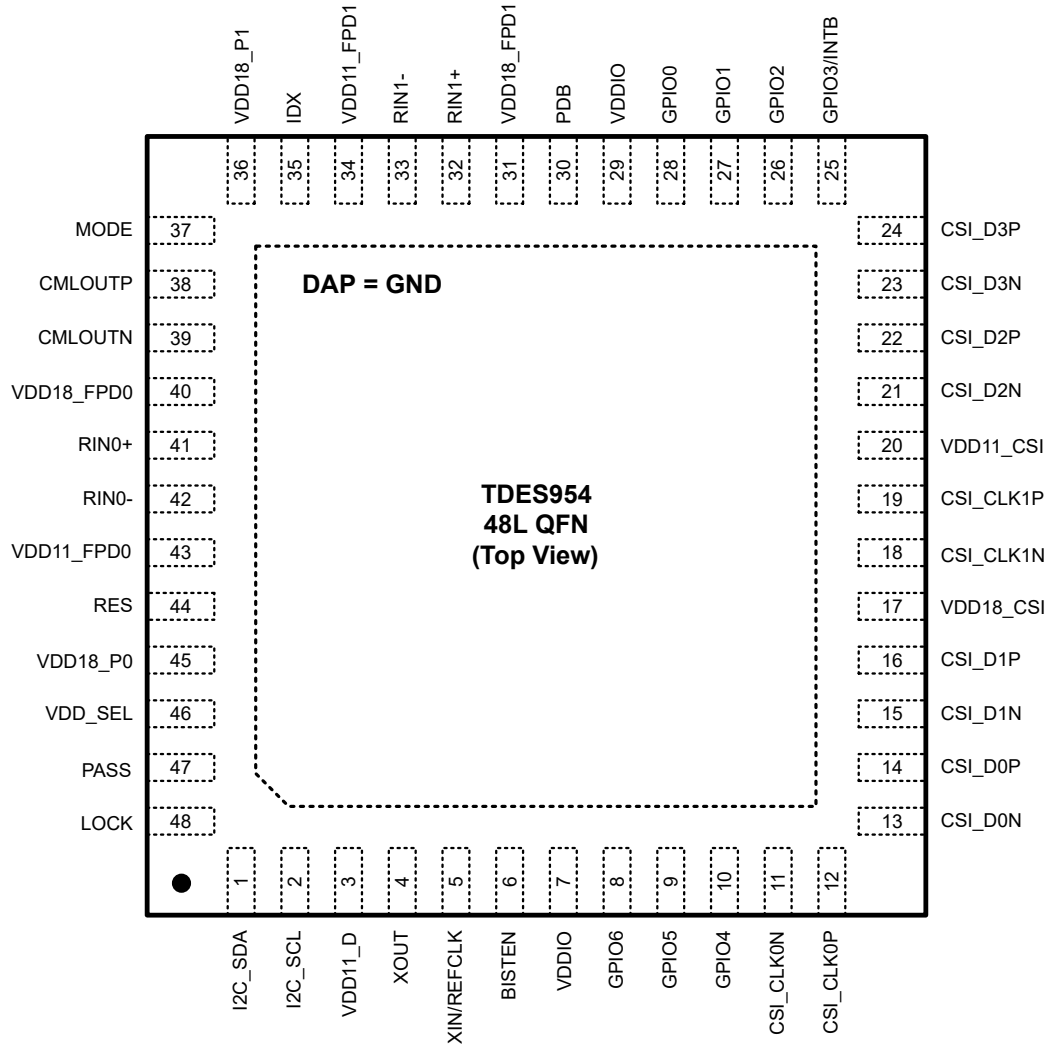 VDD18_P1
IDX
VDD11_FPD1
RIN1-
RIN1+
VDD18_FPD1
PDB
VDDIO
GPIO0
GPIO1
GPIO2
GPIO3/INTB
36
35
34
33
32
31
30
29
28
27
26
25
MODE 37
CMLOUTP 38
CMLOUTN 39
VDD18_FPD0 40
RIN0+ 41
RIN0- 42
VDD11_FPD0 43
RES 44
VDD18_P0 45
VDD_SEL 46
PASS 47
LOCK 48
DAP = GND
TDES954
48L QFN
(Top View)
24 CSI_D3P
23 CSI_D3N
22 CSI_D2P
21 CSI_D2N
20 VDD11_CSI
19 CSI_CLK1P
18 CSI_CLK1N
17 VDD18_CSI
16 CSI_D1P
15 CSI_D1N
14 CSI_D0P
13 CSI_D0N
1
2
3
4
5
6
7
8
9
10
11
12
I2C_SDA
I2C_SCL
VDD11_D
XOUT
XIN/REFCLK
BISTEN
VDDIO
GPIO6
GPIO5
GPIO4
CSI_CLK0N
CSI_CLK0P